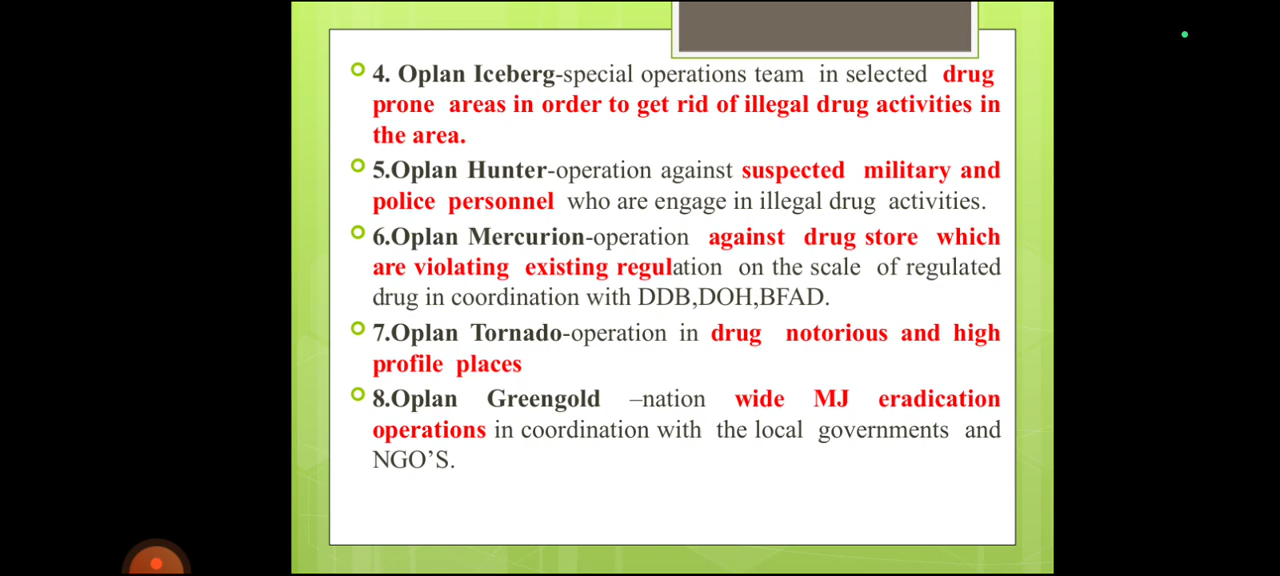 4. Oplan Iceberg-special operations team in selected drug
prone areas in order to get rid of illegal drug activities in
the area.
5.Oplan Hunter-operation against suspected military and
police personnel who are engage in illegal drug activities.
6.Oplan Mercurion-operation against drug store which
are violating existing regulation on the scale of regulated
drug in coordination with DDB,DOH,BFAD.
7.Oplan Tornado-operation in drug notorious and high
profile places
8.Oplan Greengold –nation wide MJ eradication
operations in coordination with the local governments and
NGO’S.